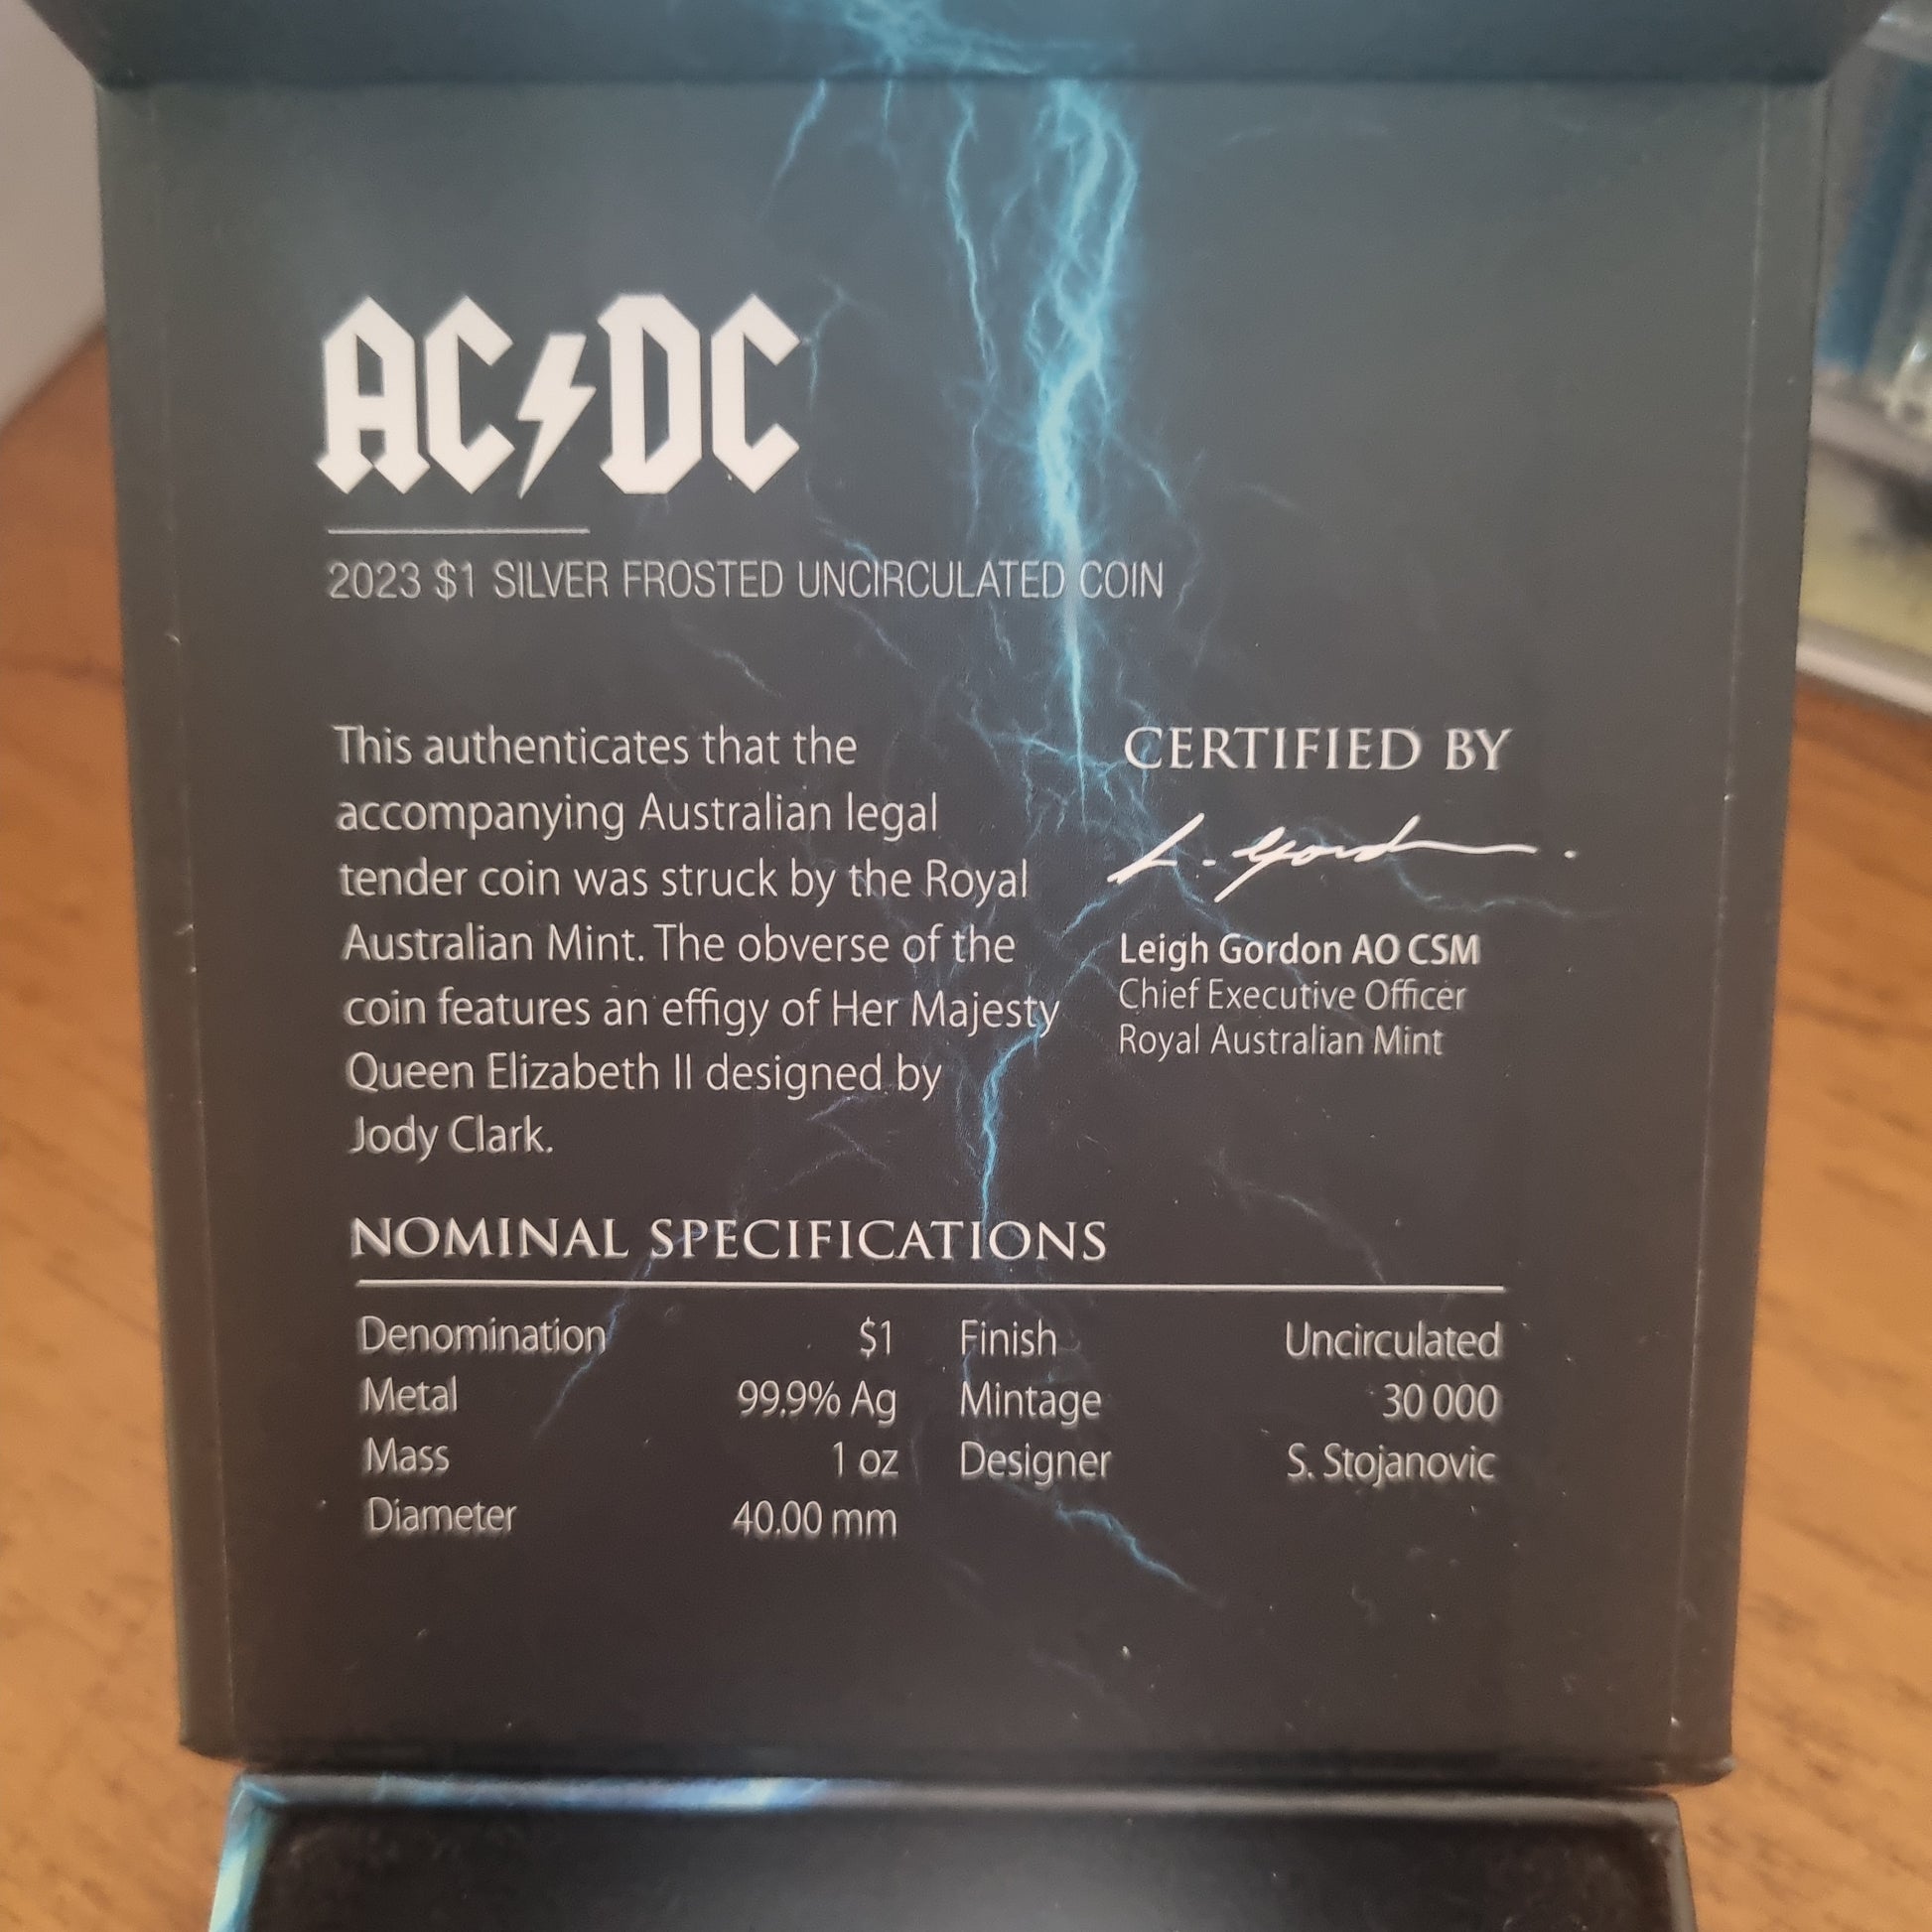 AC⚡DC
2023 $1 SILVER FROSTED UNCIRCULATED COIN
This authenticates that the
accompanying Australian legal
tender coin was struck by the Royal
Australian Mint. The obverse of the
coin features an effigy of Her Majesty
Queen Elizabeth II designed by
Jody Clark.
CERTIFIED BY
L. Gordon.
Leigh Gordon AO CSM
Chief Executive Officer
Royal Australian Mint
NOMINAL SPECIFICATIONS
Denomination $1 Finish Uncirculated
Metal 99.9% Ag Mintage 30 000
Mass 1 oz Designer S. Stojanovic
Diameter 40.00 mm